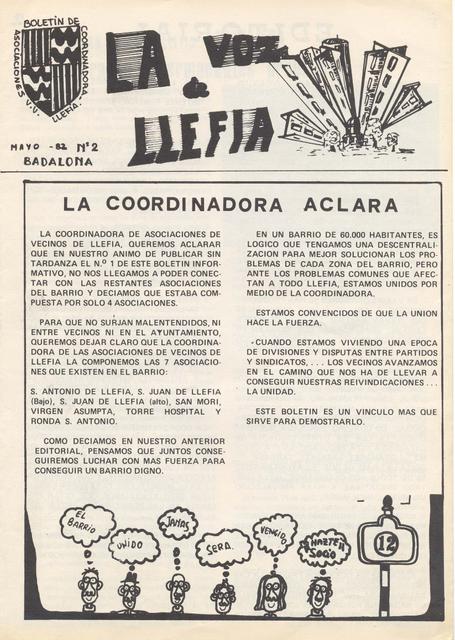 BOLETIN DE
COORDINADORA
ASOCIACIONES
V.V.
LLEFIA.
LA VOZ
de
LLEFIA
MAYO - 82 Nº2
BADALONA
LA COORDINADORA ACLARA
LA COORDINADORA DE ASOCIACIONES DE
VECINOS DE LLEFIA, QUEREMOS ACLARAR
QUE EN NUESTRO ANIMO DE PUBLICAR SIN
TARDANZA EL N.º 1 DE ESTE BOLETIN INFOR-
MATIVO, NO NOS LLEGAMOS A PODER CONEC-
TAR CON LAS RESTANTES ASOCIACIONES
DEL BARRIO Y DECIAMOS QUE ESTABA COM-
PUESTA POR SOLO 4 ASOCIACIONES.
PARA QUE NO SURJAN MALENTENDIDOS, NI
ENTRE VECINOS NI EN EL AYUNTAMIENTO,
QUEREMOS DEJAR CLARO QUE LA COORDINA-
DORA DE LAS ASOCIACIONES DE VECINOS DE
LLEFIA LA COMPONEMOS LAS 7 ASOCIACIO-
NES QUE EXISTEN EN EL BARRIO:
S. ANTONIO DE LLEFIA, S. JUAN DE LLEFIA
(Bajo), S. JUAN DE LLEFIA (alto), SAN MORI,
VIRGEN ASUMPTA, TORRE HOSPITAL Y
RONDA S. ANTONIO.
COMO DECIAMOS EN NUESTRO ANTERIOR
EDITORIAL, PENSAMOS QUE JUNTOS CONSE-
GUIREMOS LUCHAR CON MAS FUERZA PARA
CONSEGUIR UN BARRIO DIGNO.
EN UN BARRIO DE 60.000 HABITANTES, ES
LOGICO QUE TENGAMOS UNA DESCENTRALI-
ZACION PARA MEJOR SOLUCIONAR LOS PRO-
BLEMAS DE CADA ZONA DEL BARRIO, PERO
ANTE LOS PROBLEMAS COMUNES QUE AFEC-
TAN A TODO LLEFIA, ESTAMOS UNIDOS POR
MEDIO DE LA COORDINADORA.
ESTAMOS CONVENCIDOS DE QUE LA UNION
HACE LA FUERZA.
-CUANDO ESTAMOS VIVIENDO UNA EPOCA
DE DIVISIONES Y DISPUTAS ENTRE PARTIDOS
Y SINDICATOS, . . . . LOS VECINOS AVANZAMOS
EN EL CAMINO QUE NOS HA DE LLEVAR A
CONSEGUIR NUESTRAS REIVINDICACIONES . . .
LA UNIDAD.
ESTE BOLETIN ES UN VINCULO MAS QUE
SIRVE PARA DEMOSTRARLO.
EL
BARRIO
UNIDO
JAMAS
SERA.
VENCIDO
¡HAZTE
SOCIO
12